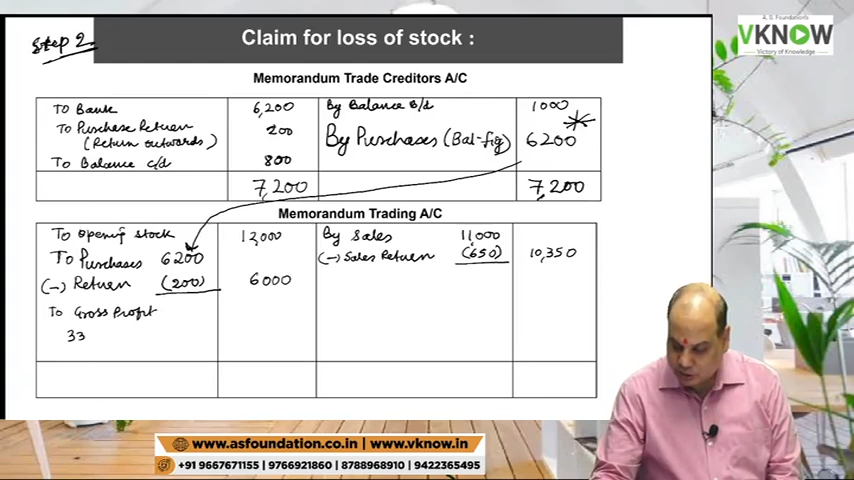 Step 2
Claim for loss of stock :
A. S. Foundation's
VKNOW
Victory of Knowledge
Memorandum Trade Creditors A/C
To Bank 6,200 By Balance B/d 1000
To Purchase Return 200 By Purchases (Bal-fig) 6200
(Return outwards)
To Balance c/d 800
7,200 7,200
Memorandum Trading A/C
To Opening stock 12,000 By Sales 11,000
To Purchases 6200 (-) Sales Return (650) 10,350
(-) Return (200) 6000
To Gross Profit
33
www.asfoundation.co.in | www.vknow.in
+91 9667671155 | 9766921860 | 8788968910 | 9422365495